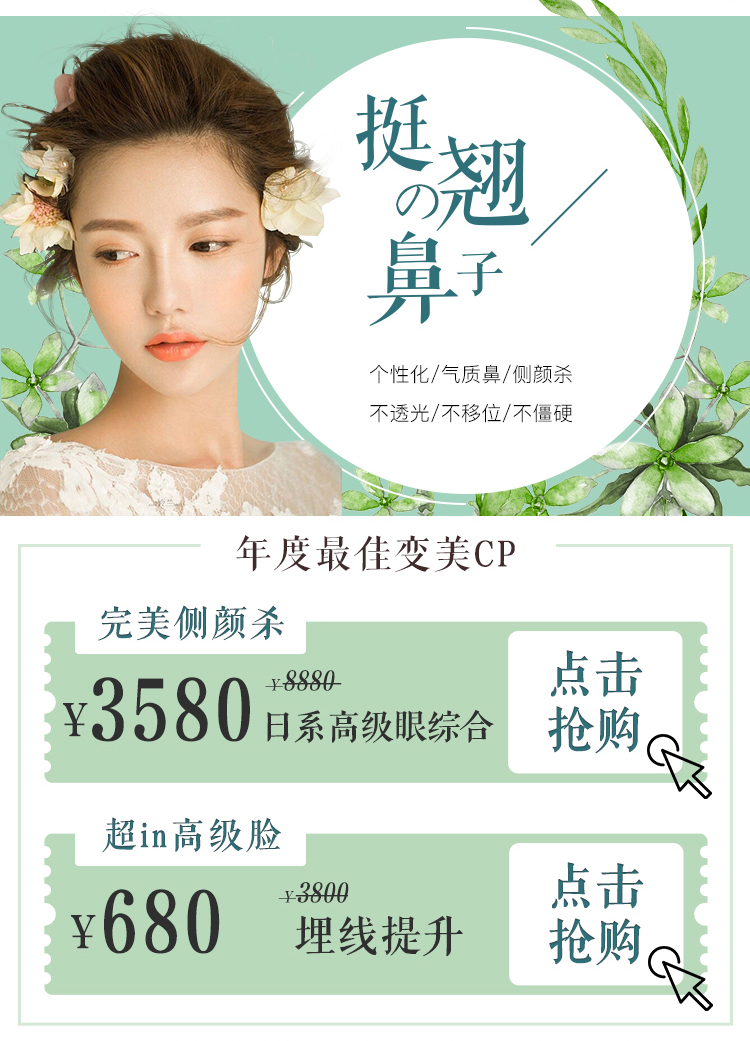 挺翘
の
鼻子
个性化/气质鼻/侧颜杀
不透光/不移位/不僵硬
年度最佳变美CP
完美侧颜杀
¥3580
¥8880
日系高级眼综合
点击
抢购
超in高级脸
¥680
¥3800
埋线提升
点击
抢购